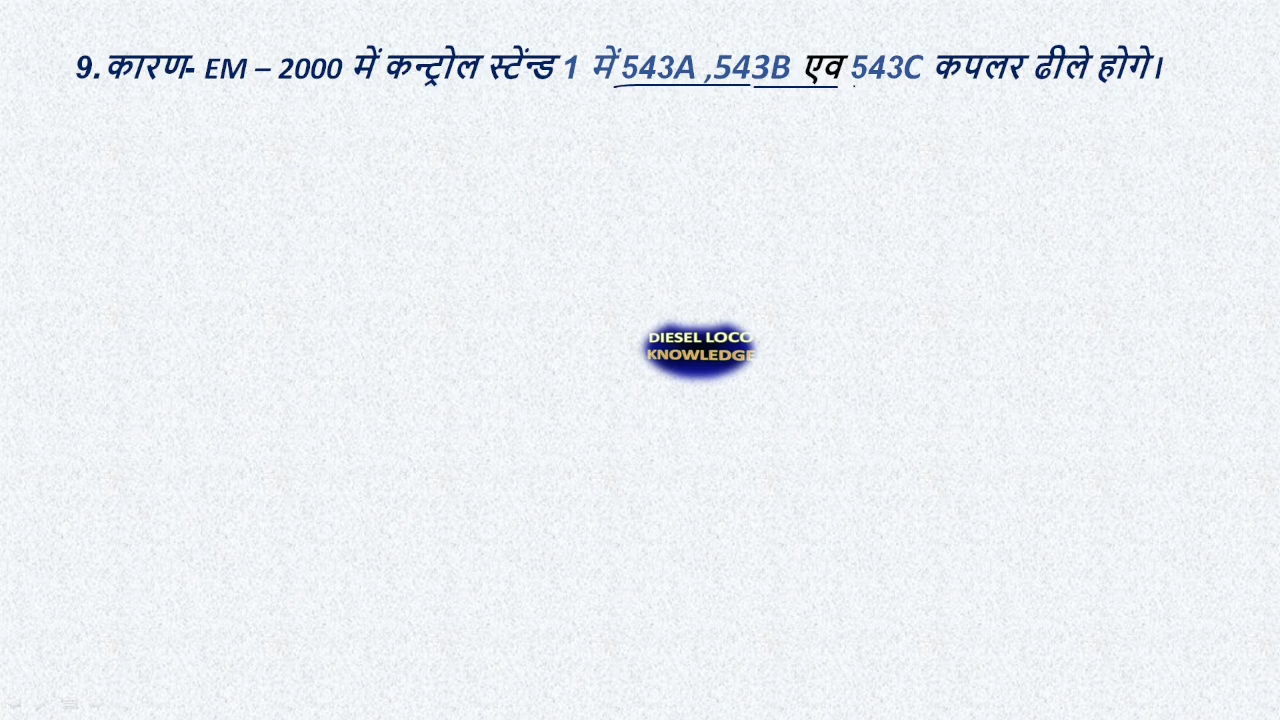 9. कारण- EM – 2000 में कन्ट्रोल स्टेंन्ड 1 में 543A ,543B एव 543C कपलर ढीले होगे।
DIESEL LOCO
KNOWLEDGE